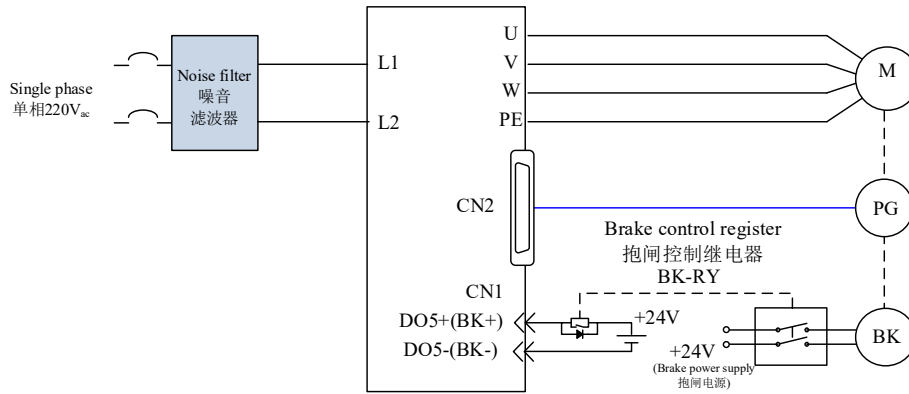 Single phase
单相220Vac
Noise filter
噪音
滤波器
L1
L2
U
V
W
PE
M
CN2
PG
Brake control register
抱闸控制继电器
BK-RY
CN1
DO5+(BK+)
DO5-(BK-)
+24V
+24V
(Brake power supply
抱闸电源)
BK